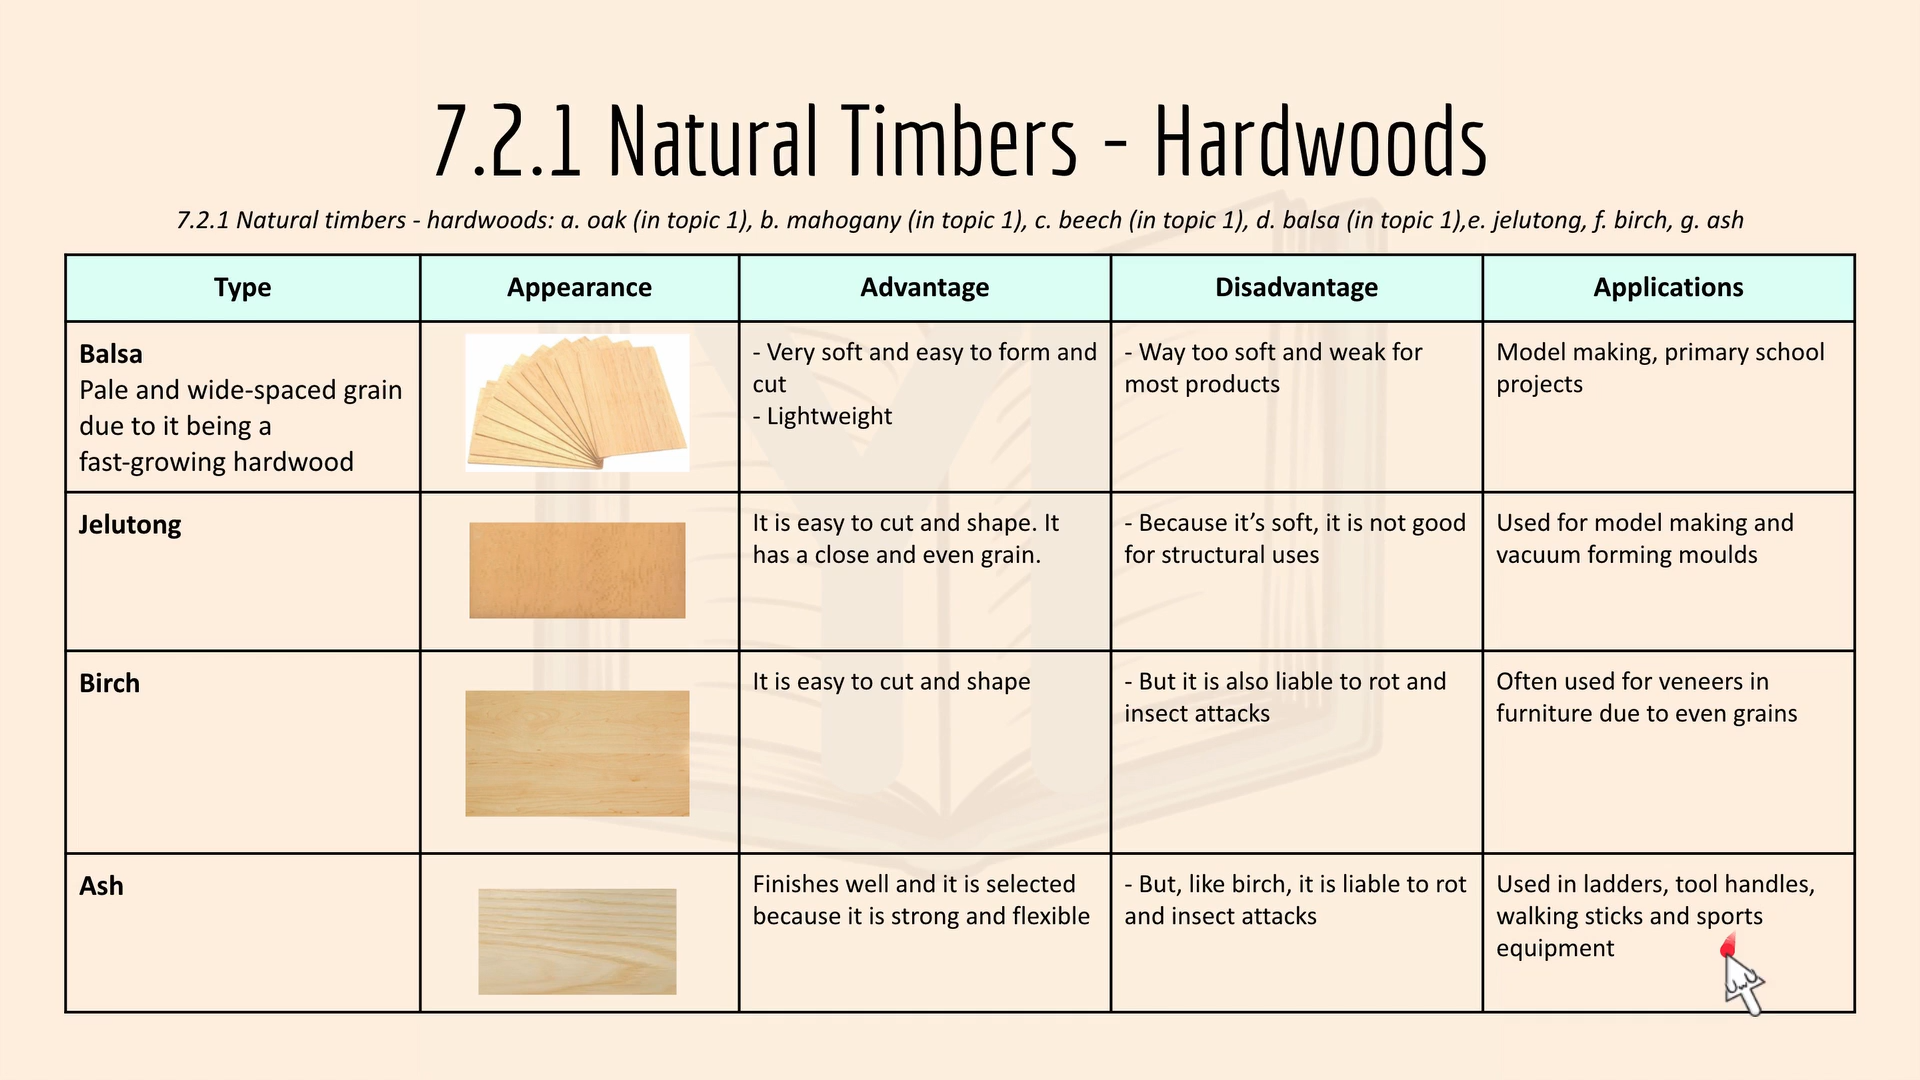 7.2.1 Natural Timbers - Hardwoods
7.2.1 Natural timbers - hardwoods: a. oak (in topic 1), b. mahogany (in topic 1), c. beech (in topic 1), d. balsa (in topic 1),e. jelutong, f. birch, g. ash
Type
Appearance
Advantage
Disadvantage
Applications
Balsa
Pale and wide-spaced grain
due to it being a
fast-growing hardwood
- Very soft and easy to form and
cut
- Lightweight
- Way too soft and weak for
most products
Model making, primary school
projects
Jelutong
It is easy to cut and shape. It
has a close and even grain.
- Because it’s soft, it is not good
for structural uses
Used for model making and
vacuum forming moulds
Birch
It is easy to cut and shape
- But it is also liable to rot and
insect attacks
Often used for veneers in
furniture due to even grains
Ash
Finishes well and it is selected
because it is strong and flexible
- But, like birch, it is liable to rot
and insect attacks
Used in ladders, tool handles,
walking sticks and sports
equipment